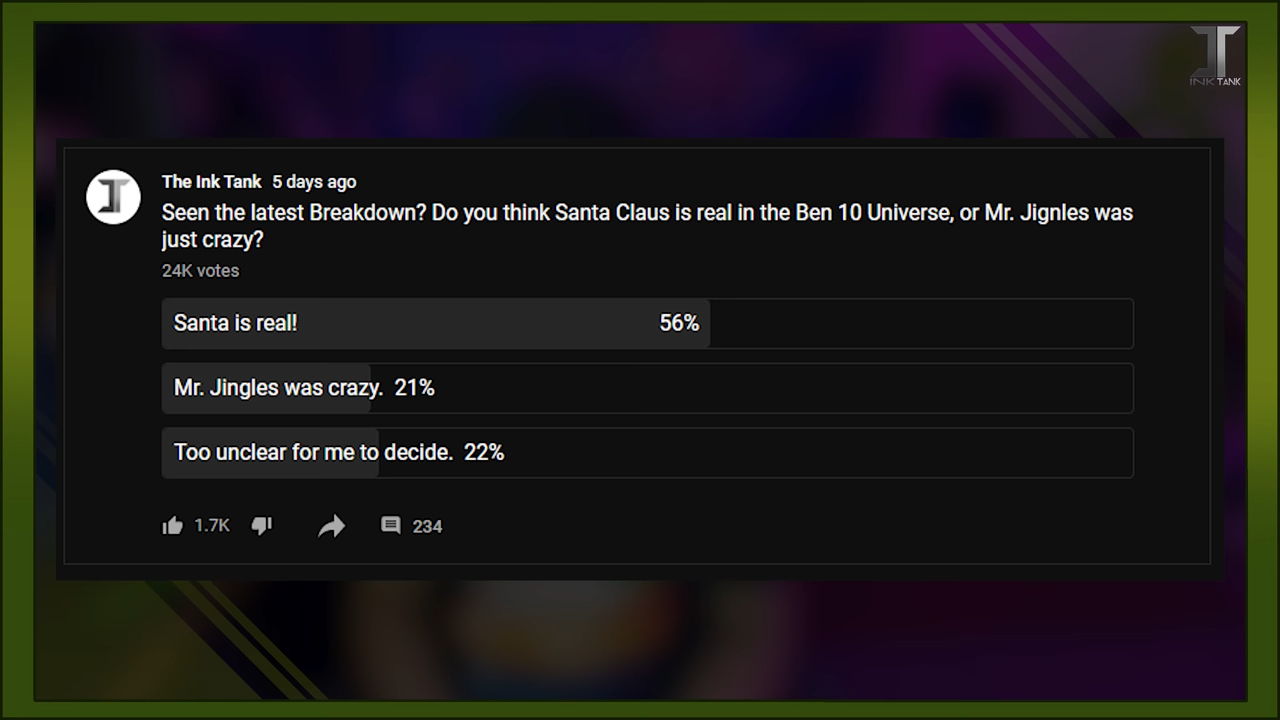 INK TANK
The Ink Tank 5 days ago
Seen the latest Breakdown? Do you think Santa Claus is real in the Ben 10 Universe, or Mr. Jignles was
just crazy?
24K votes
Santa is real! 56%
Mr. Jingles was crazy. 21%
Too unclear for me to decide. 22%
1.7K 234